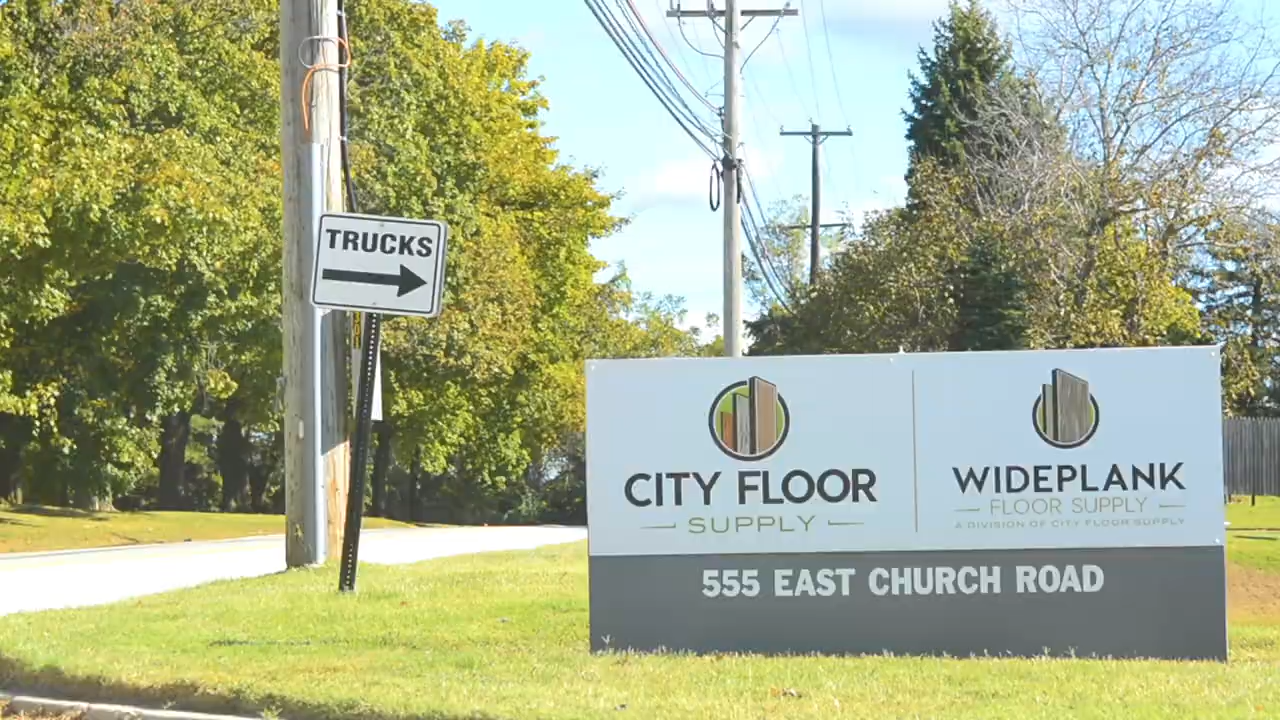 TRUCKS
CITY FLOOR
SUPPLY
WIDEPLANK
FLOOR SUPPLY
A DIVISION OF CITY FLOOR SUPPLY
555 EAST CHURCH ROAD